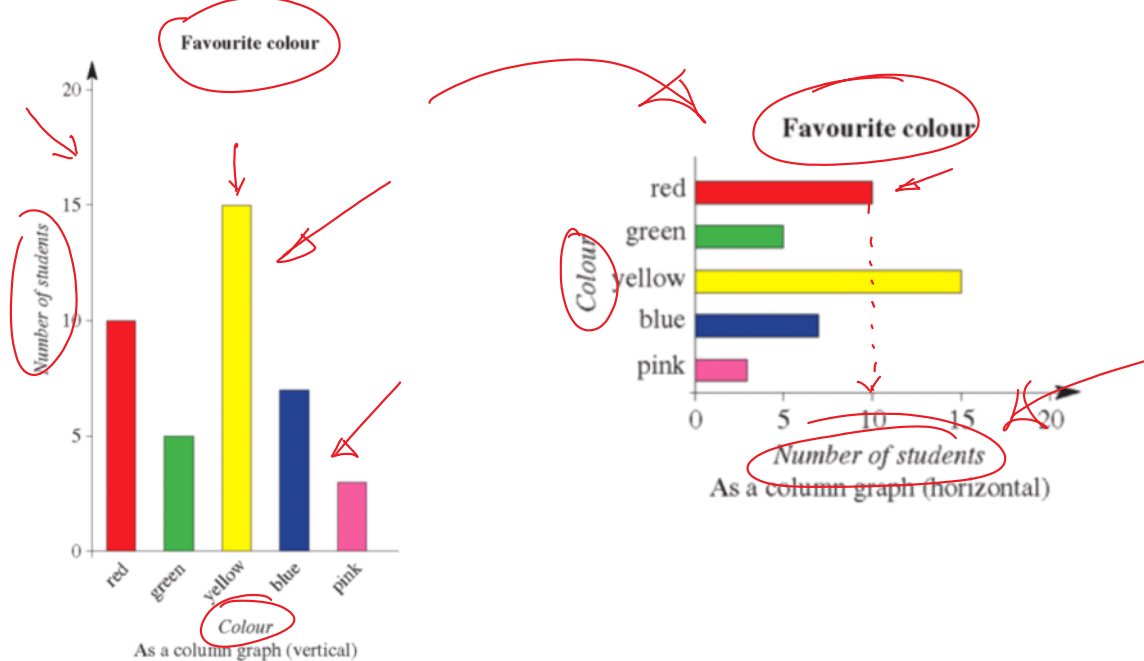 Favourite colour
20
15
10
5
0
Number of students
red
green
yellow
blue
pink
Colour
As a column graph (vertical)
Favourite colour
red
green
yellow
blue
pink
Colour
0 5 10 15 20
Number of students
As a column graph (horizontal)